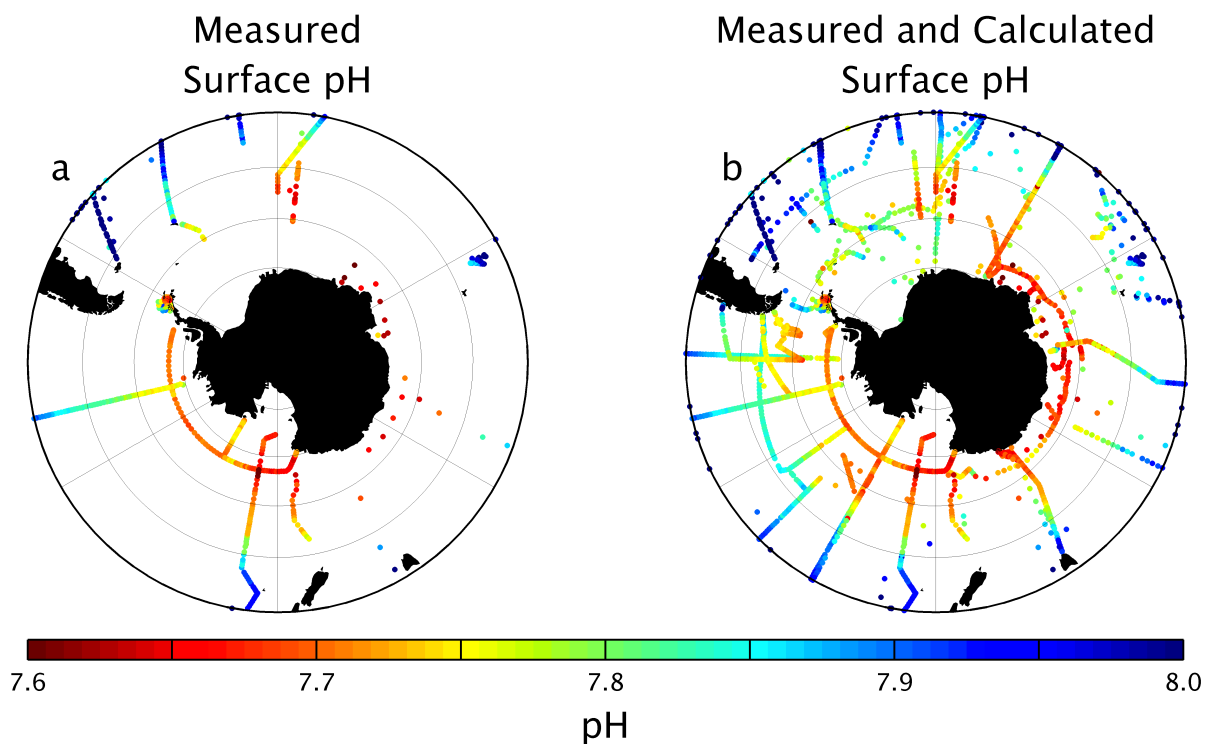 Measured
Surface pH
Measured and Calculated
Surface pH
a
b
7.6 7.7 7.8 7.9 8.0
pH